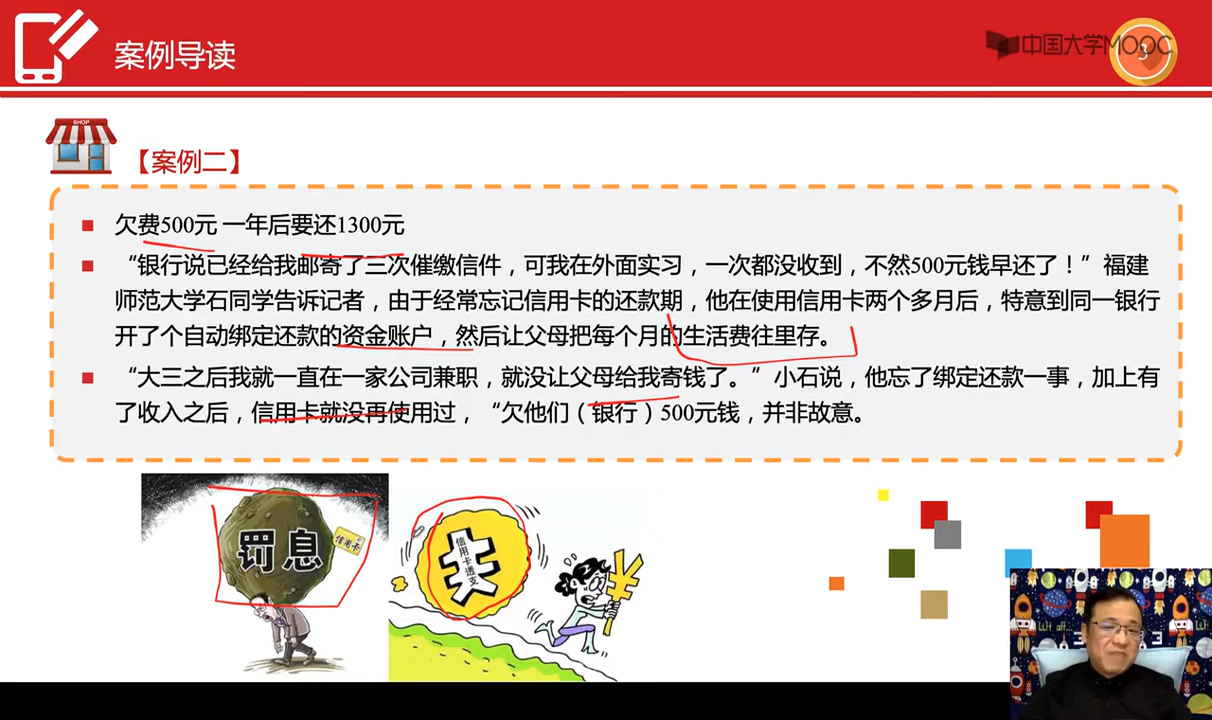 案例导读
中国大学MOOC
3
SHOP
【案例二】
欠费500元 一年后要还1300元
“银行说已经给我邮寄了三次催缴信件，可我在外面实习，一次都没收到，不然500元钱早还了！”福建
师范大学石同学告诉记者，由于经常忘记信用卡的还款期，他在使用信用卡两个多月后，特意到同一银行
开了个自动绑定还款的资金账户，然后让父母把每个月的生活费往里存。
“大三之后我就一直在一家公司兼职，就没让父母给我寄钱了。”小石说，他忘了绑定还款一事，加上有
了收入之后，信用卡就没再使用过，“欠他们（银行）500元钱，并非故意。
罚息
信用卡
信用卡透支